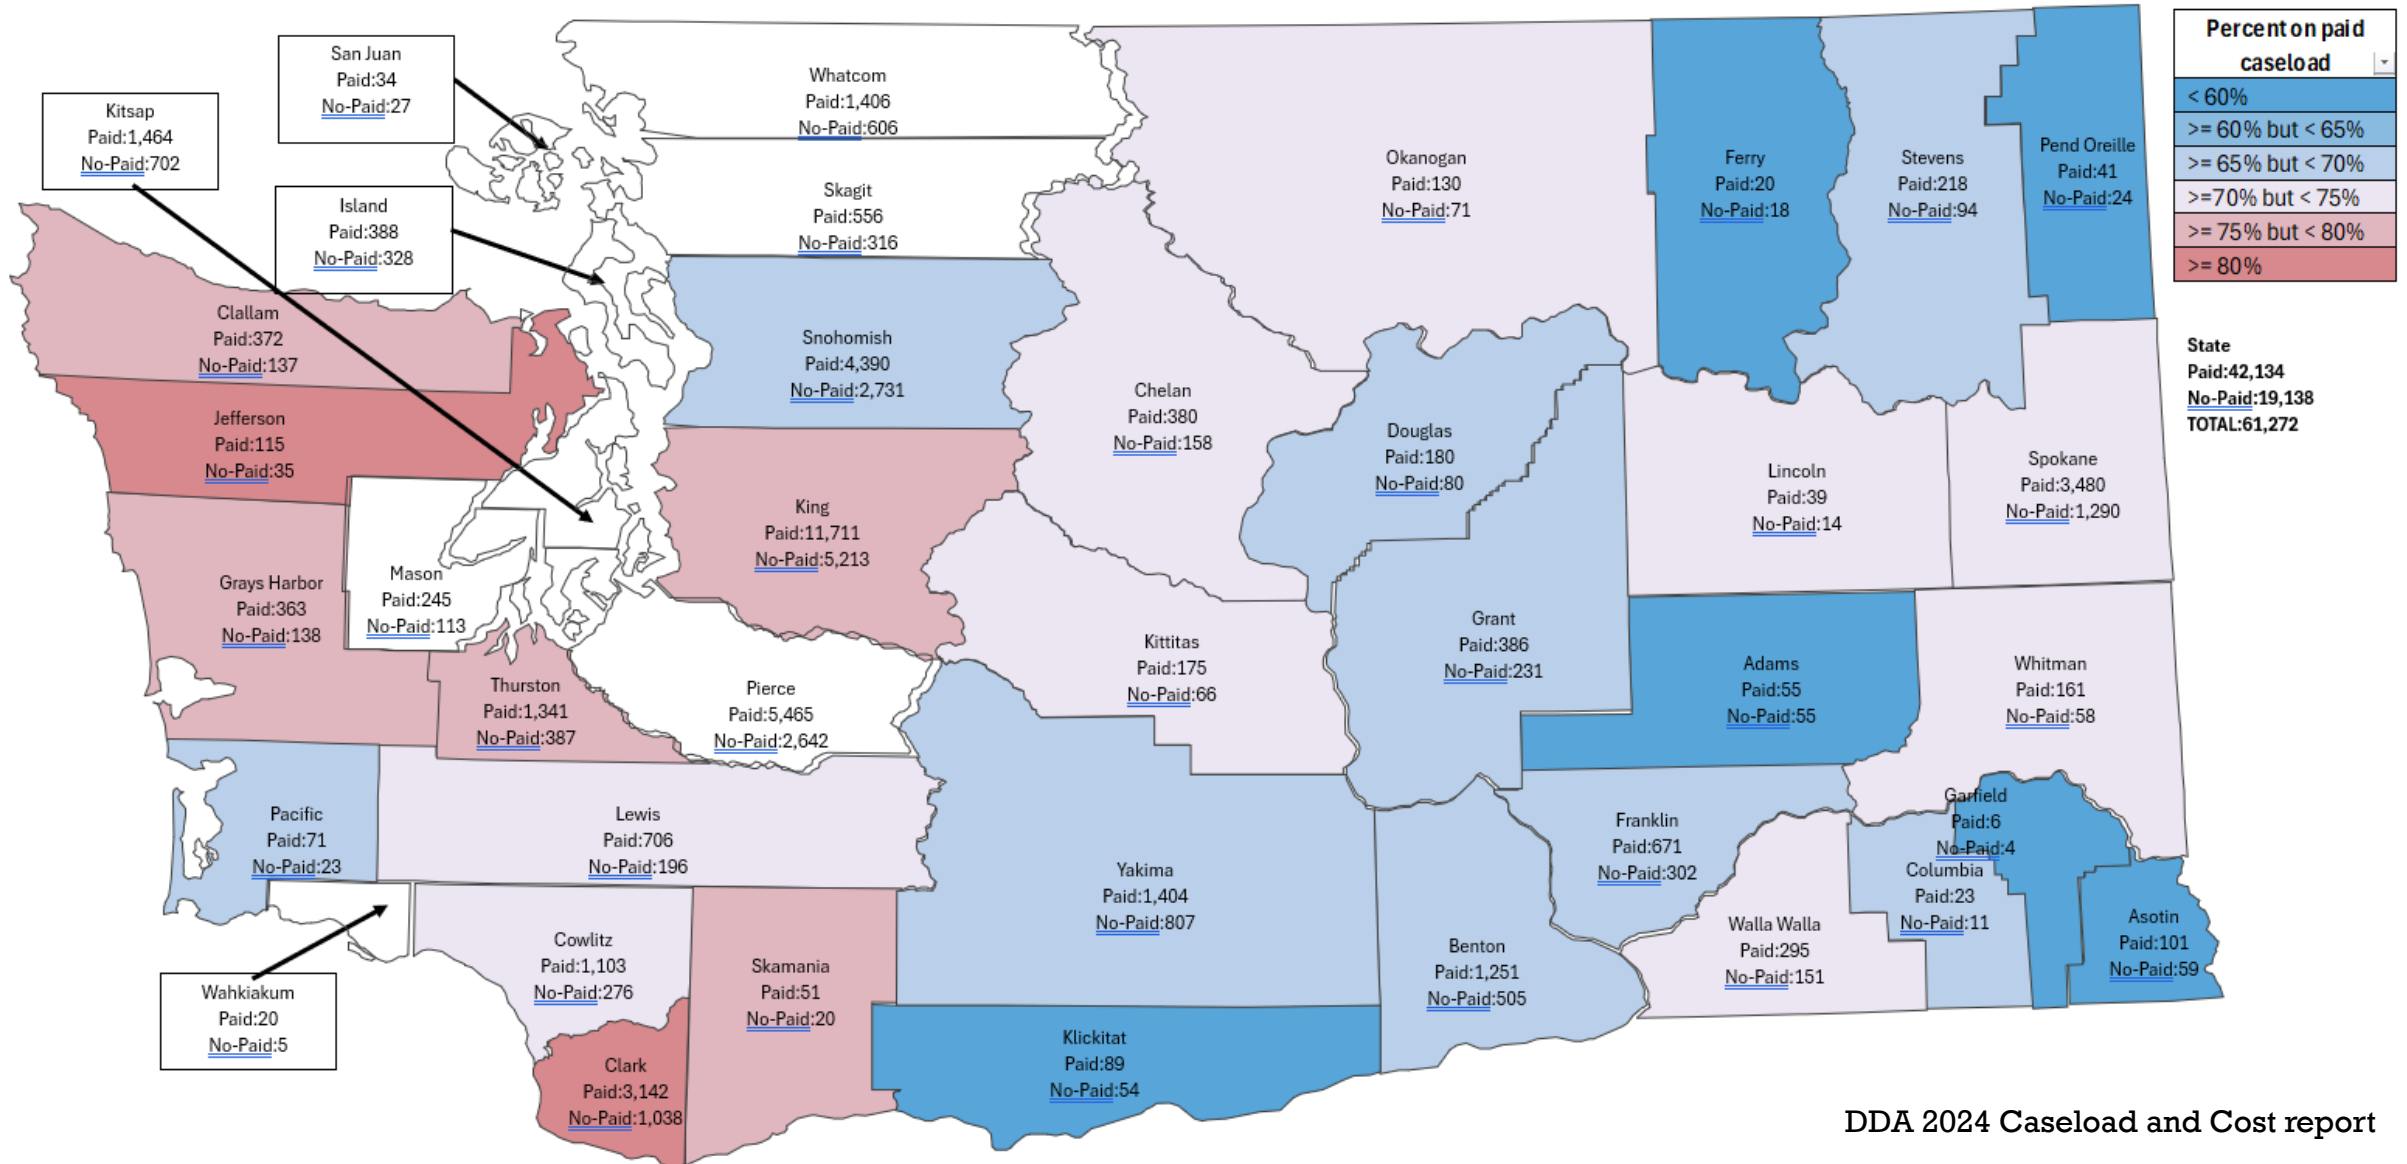 San Juan
Paid:34
No-Paid:27
Kitsap
Paid:1,464
No-Paid:702
Island
Paid:388
No-Paid:328
Whatcom
Paid:1,406
No-Paid:606
Skagit
Paid:556
No-Paid:316
Okanogan
Paid:130
No-Paid:71
Ferry
Paid:20
No-Paid:18
Stevens
Paid:218
No-Paid:94
Pend Oreille
Paid:41
No-Paid:24
Percent on paid
caseload
< 60%
>= 60% but < 65%
>= 65% but < 70%
>=70% but < 75%
>= 75% but < 80%
>= 80%
State
Paid:42,134
No-Paid:19,138
TOTAL:61,272
Clallam
Paid:372
No-Paid:137
Jefferson
Paid:115
No-Paid:35
Snohomish
Paid:4,390
No-Paid:2,731
Chelan
Paid:380
No-Paid:158
Douglas
Paid:180
No-Paid:80
Lincoln
Paid:39
No-Paid:14
Spokane
Paid:3,480
No-Paid:1,290
King
Paid:11,711
No-Paid:5,213
Grays Harbor
Paid:363
No-Paid:138
Mason
Paid:245
No-Paid:113
Thurston
Paid:1,341
No-Paid:387
Pierce
Paid:5,465
No-Paid:2,642
Kittitas
Paid:175
No-Paid:66
Grant
Paid:386
No-Paid:231
Adams
Paid:55
No-Paid:55
Whitman
Paid:161
No-Paid:58
Pacific
Paid:71
No-Paid:23
Lewis
Paid:706
No-Paid:196
Yakima
Paid:1,404
No-Paid:807
Franklin
Paid:671
No-Paid:302
Garfield
Paid:6
No-Paid:4
Columbia
Paid:23
No-Paid:11
Asotin
Paid:101
No-Paid:59
Walla Walla
Paid:295
No-Paid:151
Benton
Paid:1,251
No-Paid:505
Cowlitz
Paid:1,103
No-Paid:276
Skamania
Paid:51
No-Paid:20
Wahkiakum
Paid:20
No-Paid:5
Clark
Paid:3,142
No-Paid:1,038
Klickitat
Paid:89
No-Paid:54
DDA 2024 Caseload and Cost report